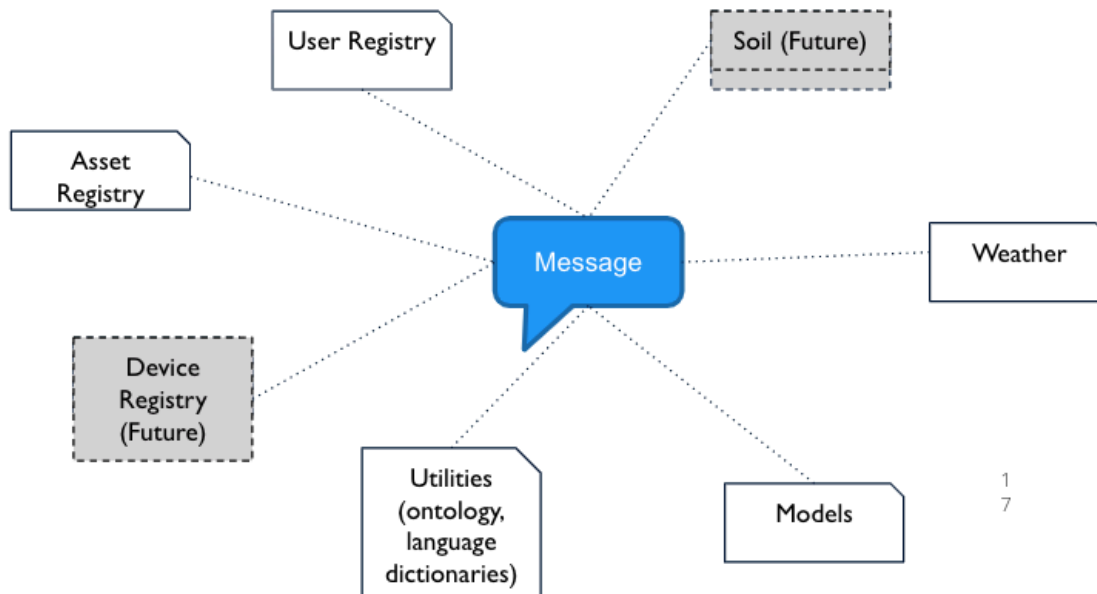 User Registry
Soil (Future)
Asset
Registry
Message
Weather
Device
Registry
(Future)
Utilities
(ontology,
language
dictionaries)
Models
1
7